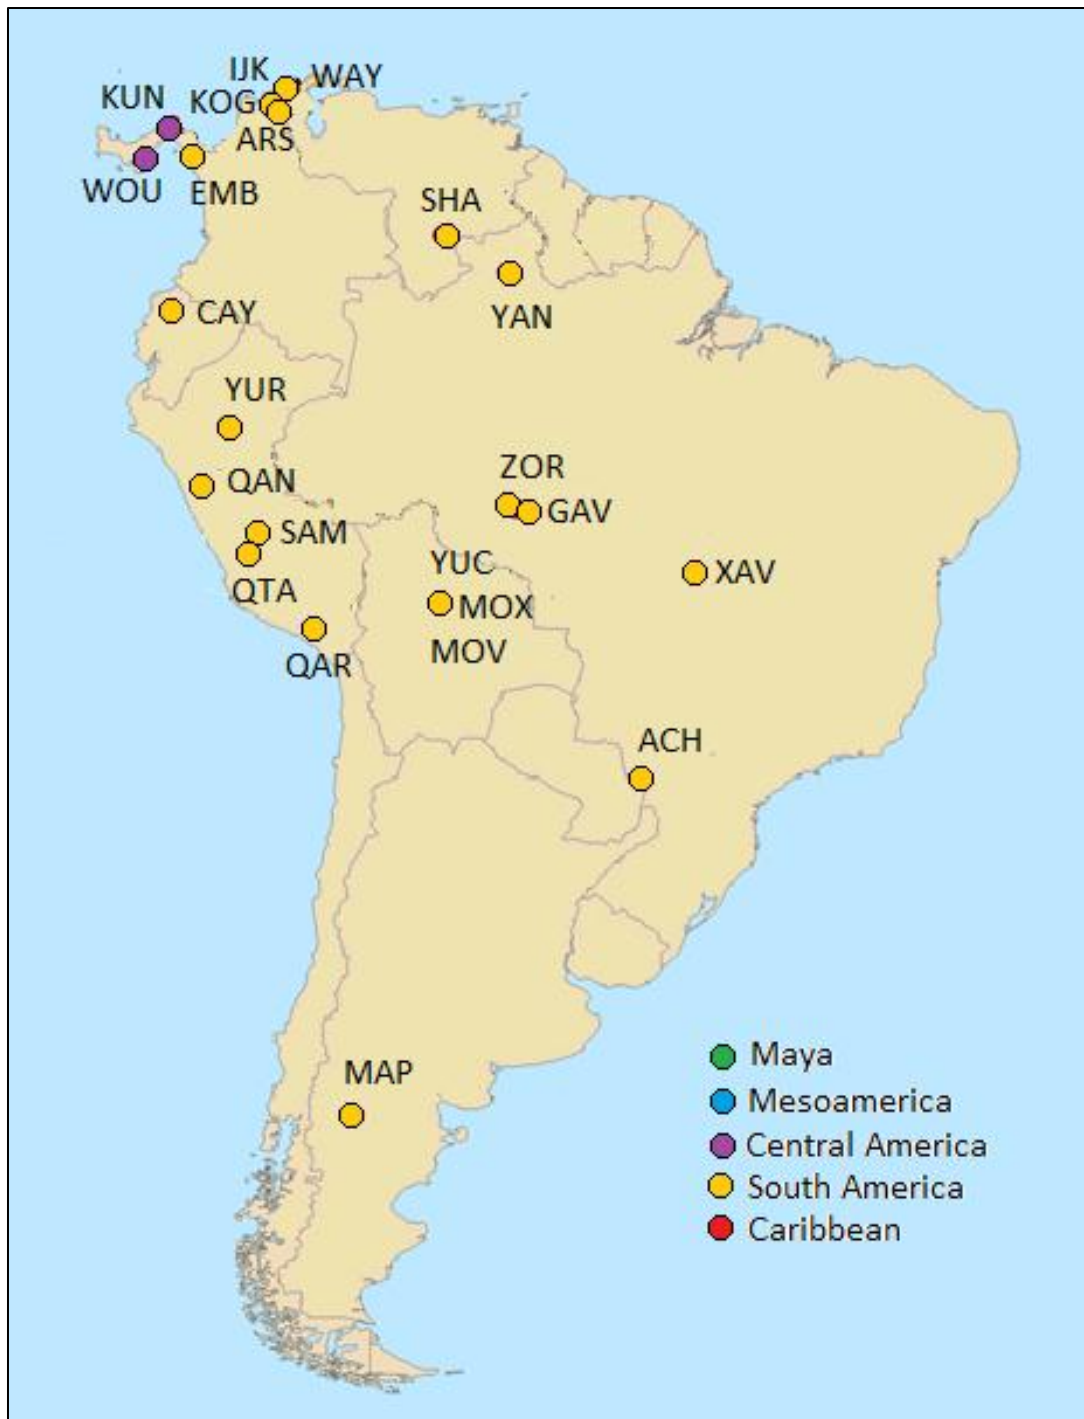 IJK
WAY
KUN
KOG
ARS
WOU
EMB
SHA
CAY
YAN
YUR
ZOR
QAN
GAV
SAM
YUC
XAV
QTA
MOX
MOV
QAR
ACH
MAP
Maya
Mesoamerica
Central America
South America
Caribbean